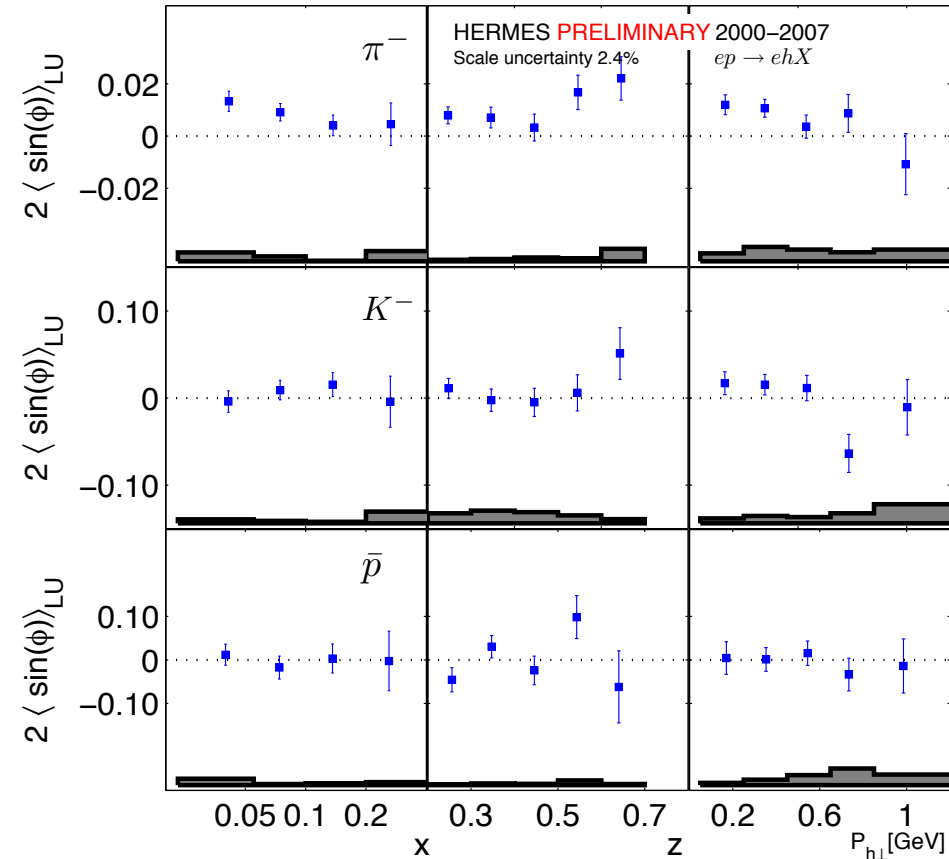 HERMES PRELIMINARY 2000−2007
π− Scale uncertainty 2.4% ep → ehX
2 ⟨ sin(ϕ)⟩LU
0.02
0
−0.02
K−
2 ⟨ sin(ϕ)⟩LU
0.10
0
−0.10
p̄
2 ⟨ sin(ϕ)⟩LU
0.10
0
−0.10
0.05 0.1 0.2 0.3 0.5 0.7 0.2 0.6 1
x z Ph⊥[GeV]